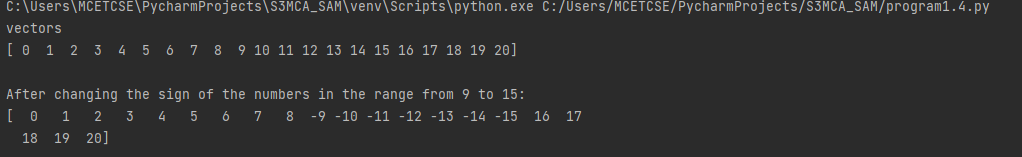 C:\Users\MCETCSE\PycharmProjects\S3MCA_SAM\venv\Scripts\python.exe C:/Users/MCETCSE/PycharmProjects/S3MCA_SAM/program1.4.py
vectors
[ 0  1  2  3  4  5  6  7  8  9 10 11 12 13 14 15 16 17 18 19 20]
After changing the sign of the numbers in the range from 9 to 15:
[  0   1   2   3   4   5   6   7   8  -9 -10 -11 -12 -13 -14 -15  16  17
  18  19  20]